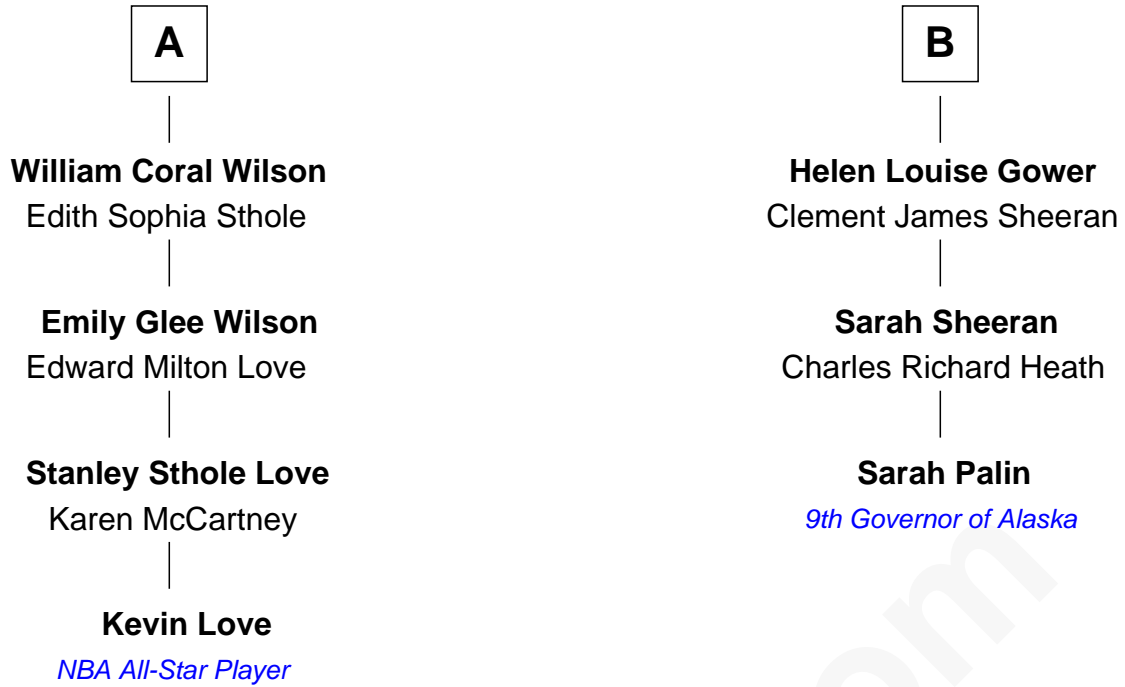 A
William Coral Wilson
Edith Sophia Sthole
Emily Glee Wilson
Edward Milton Love
Stanley Sthole Love
Karen McCartney
Kevin Love
NBA All-Star Player
B
Helen Louise Gower
Clement James Sheeran
Sarah Sheeran
Charles Richard Heath
Sarah Palin
9th Governor of Alaska